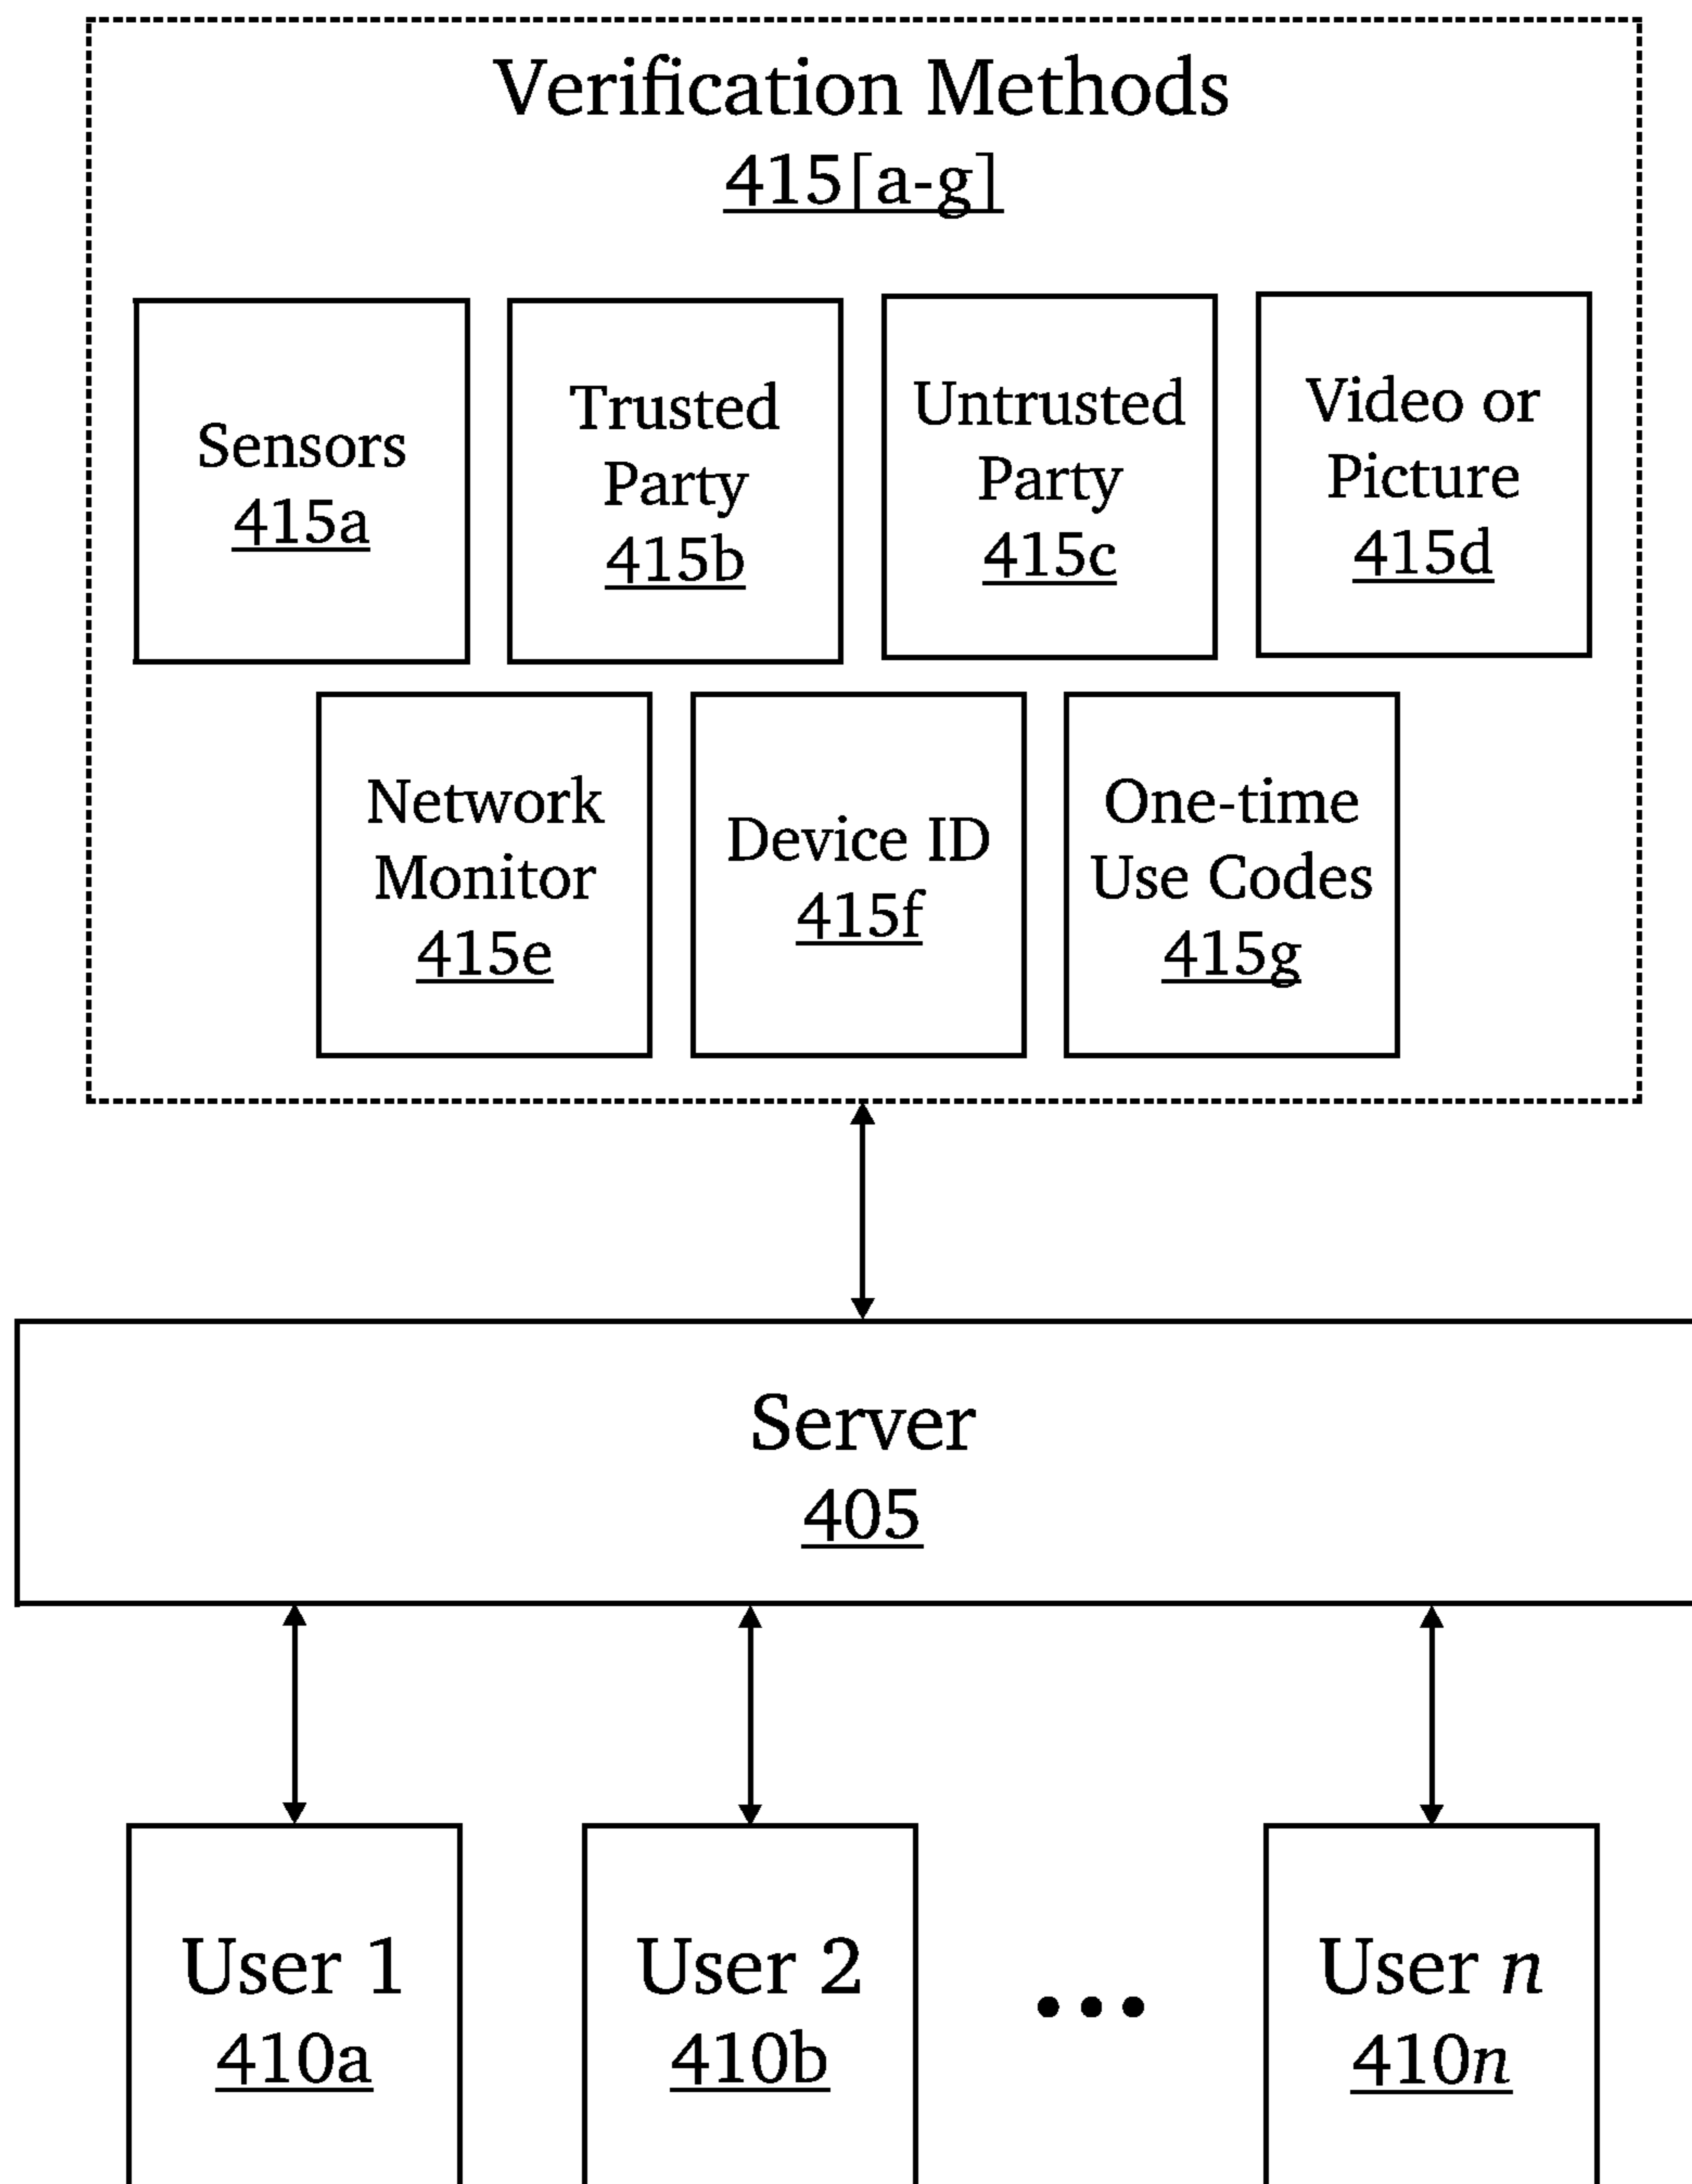 Verification Methods
415[a-g]
Sensors
415a
Trusted
Party
415b
Untrusted
Party
415c
Video or
Picture
415d
Network
Monitor
415e
Device ID
415f
One-time
Use Codes
415g
Server
405
User 1
410a
User 2
410b
...
User n
410n